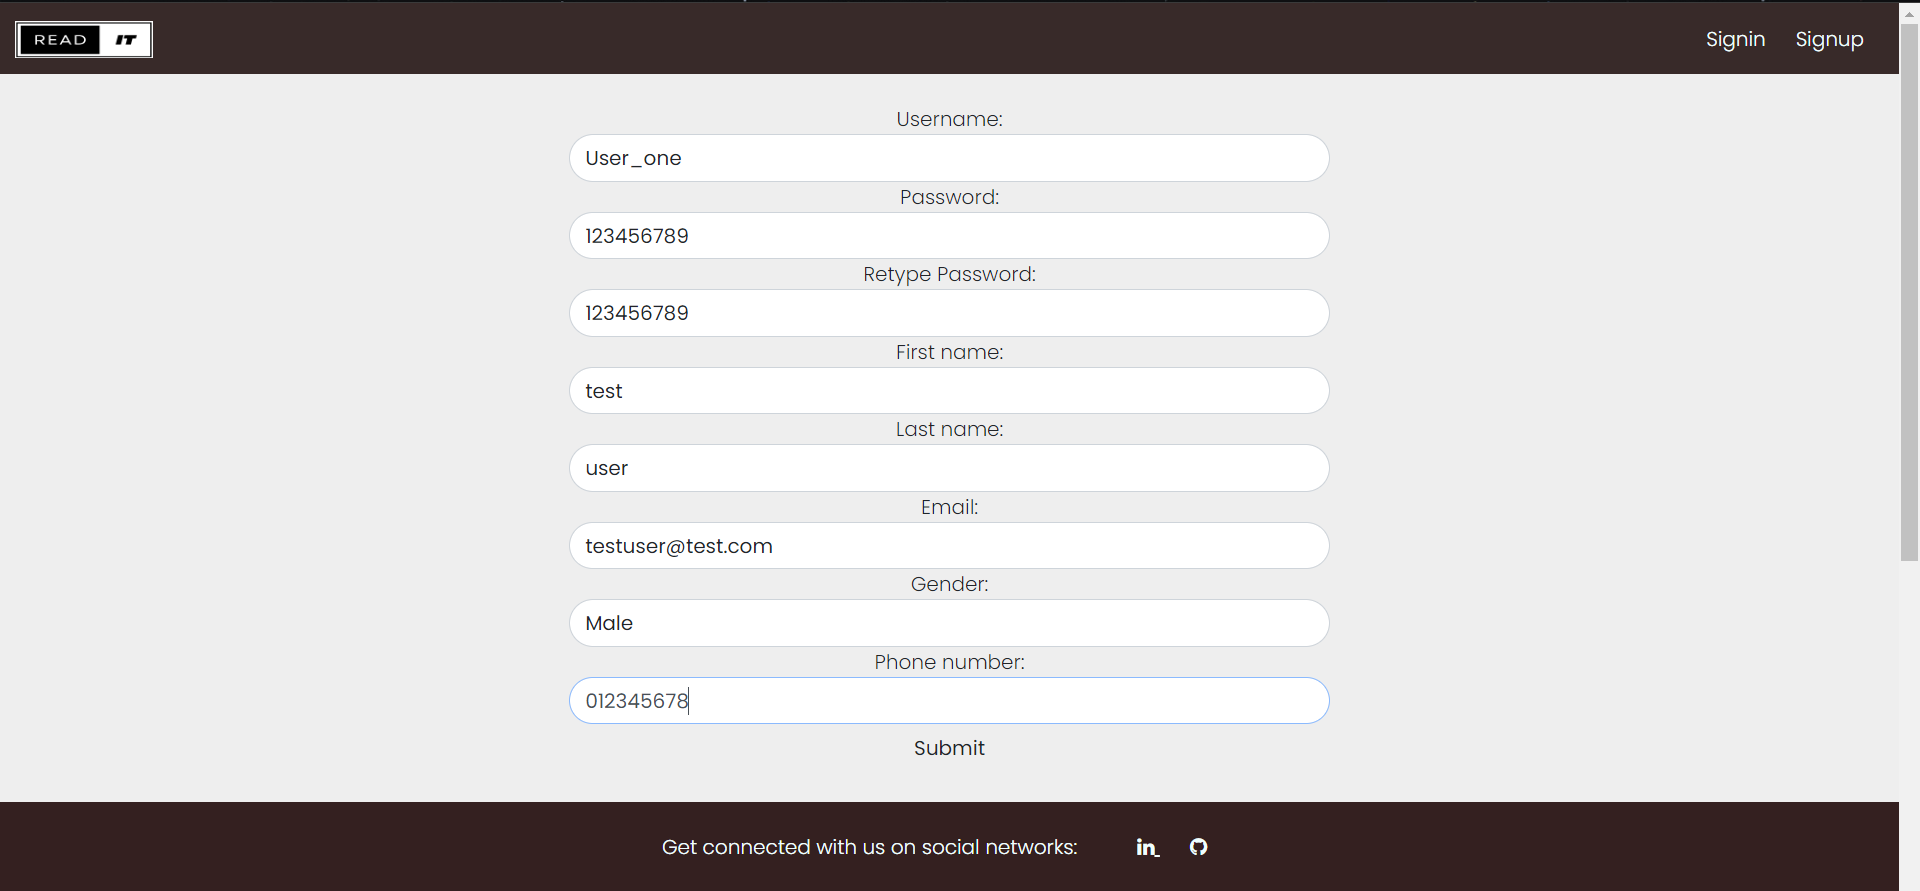 READ IT Signin Signup
Username:
User_one
Password:
123456789
Retype Password:
123456789
First name:
test
Last name:
user
Email:
testuser@test.com
Gender:
Male
Phone number:
012345678
Submit
Get connected with us on social networks: in